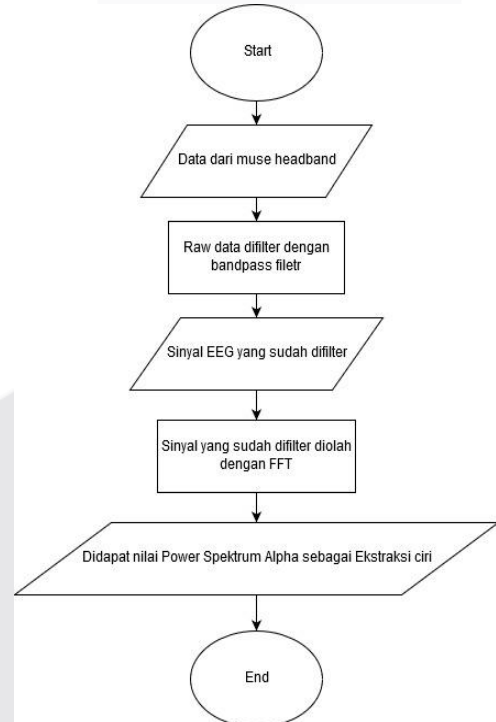 Start
Data dari muse headband
Raw data difilter dengan
bandpass filetr
Sinyal EEG yang sudah difilter
Sinyal yang sudah difilter diolah
dengan FFT
Didapat nilai Power Spektrum Alpha sebagai Ekstraksi ciri
End